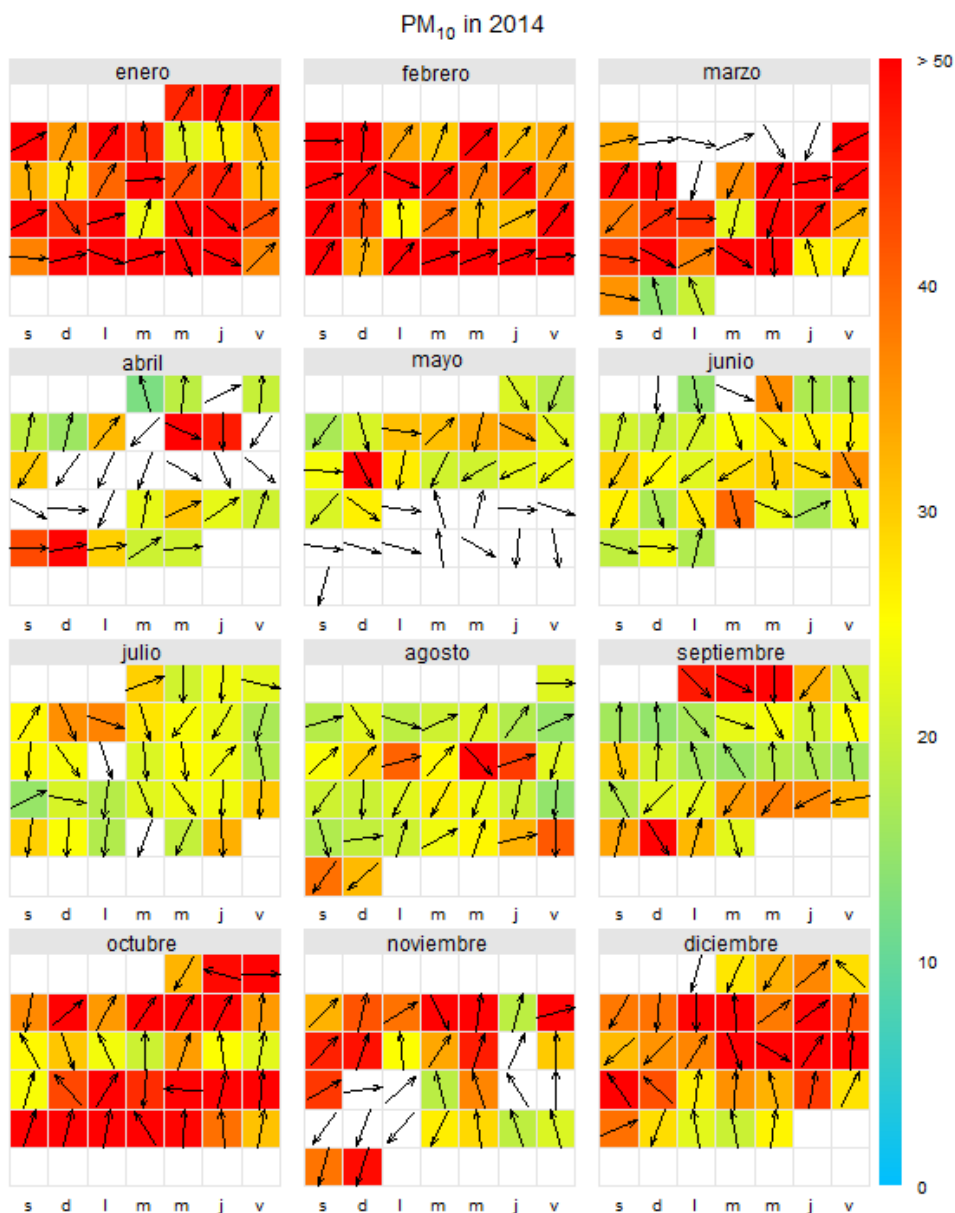 PM10 in 2014
enero febrero marzo
s d l m m j v s d l m m j v s d l m m j v
abril mayo junio
s d l m m j v s d l m m j v s d l m m j v
julio agosto septiembre
s d l m m j v s d l m m j v s d l m m j v
octubre noviembre diciembre
s d l m m j v s d l m m j v s d l m m j v
> 50
40
30
20
10
0